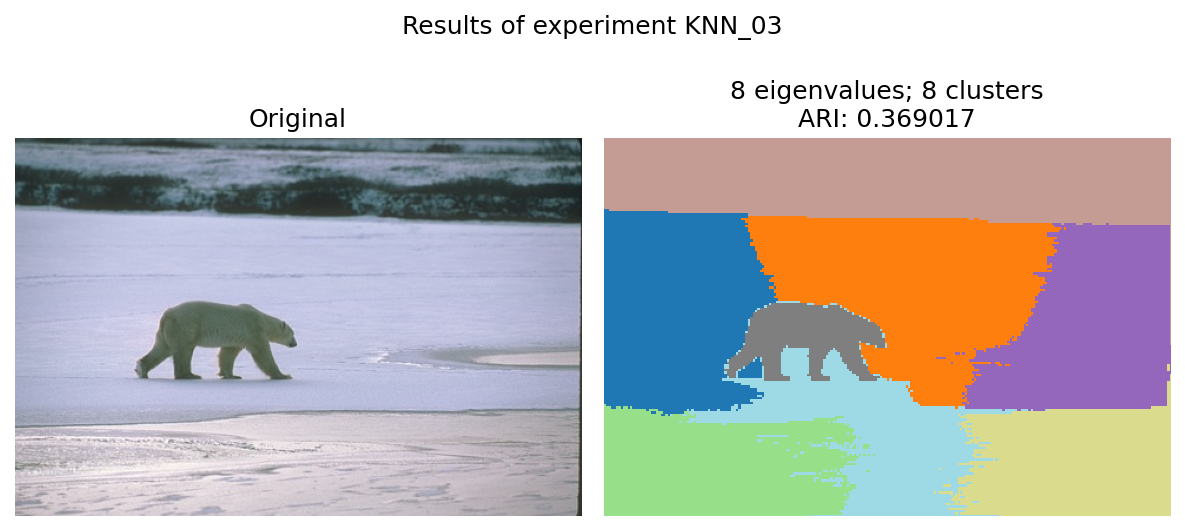 Results of experiment KNN_03
Original
8 eigenvalues; 8 clusters
ARI: 0.369017